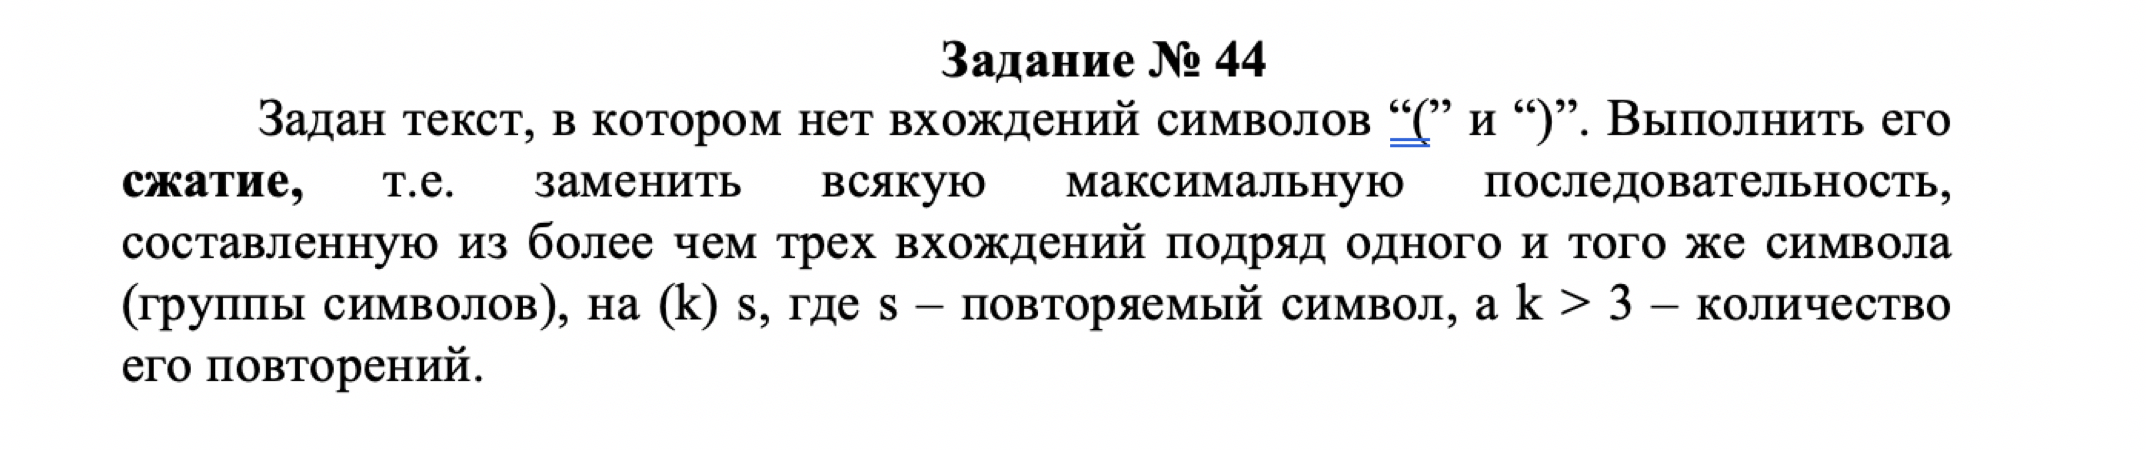 Задание № 44
Задан текст, в котором нет вхождений символов “(” и “)”. Выполнить его
сжатие, т.е. заменить всякую максимальную последовательность,
составленную из более чем трех вхождений подряд одного и того же символа
(группы символов), на (k) s, где s – повторяемый символ, а k > 3 – количество
его повторений.